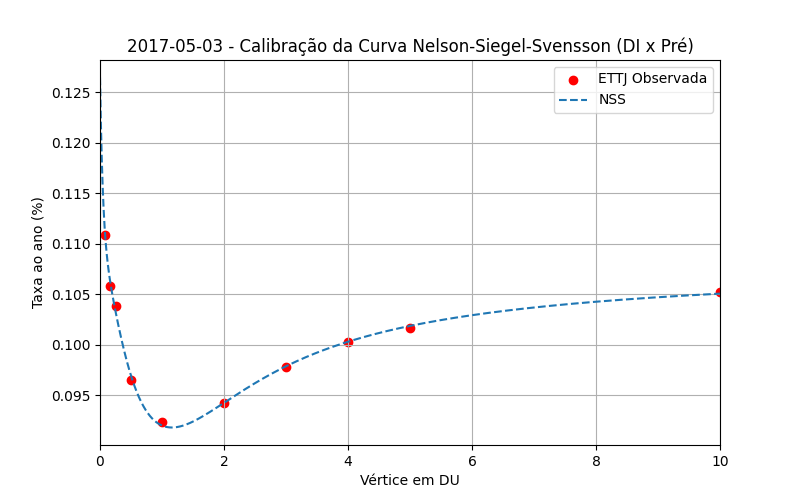 2017-05-03 - Calibração da Curva Nelson-Siegel-Svensson (DI x Pré)
ETTJ Observada
NSS
Taxa ao ano (%)
0.125
0.120
0.115
0.110
0.105
0.100
0.095
0 2 4 6 8 10
Vértice em DU